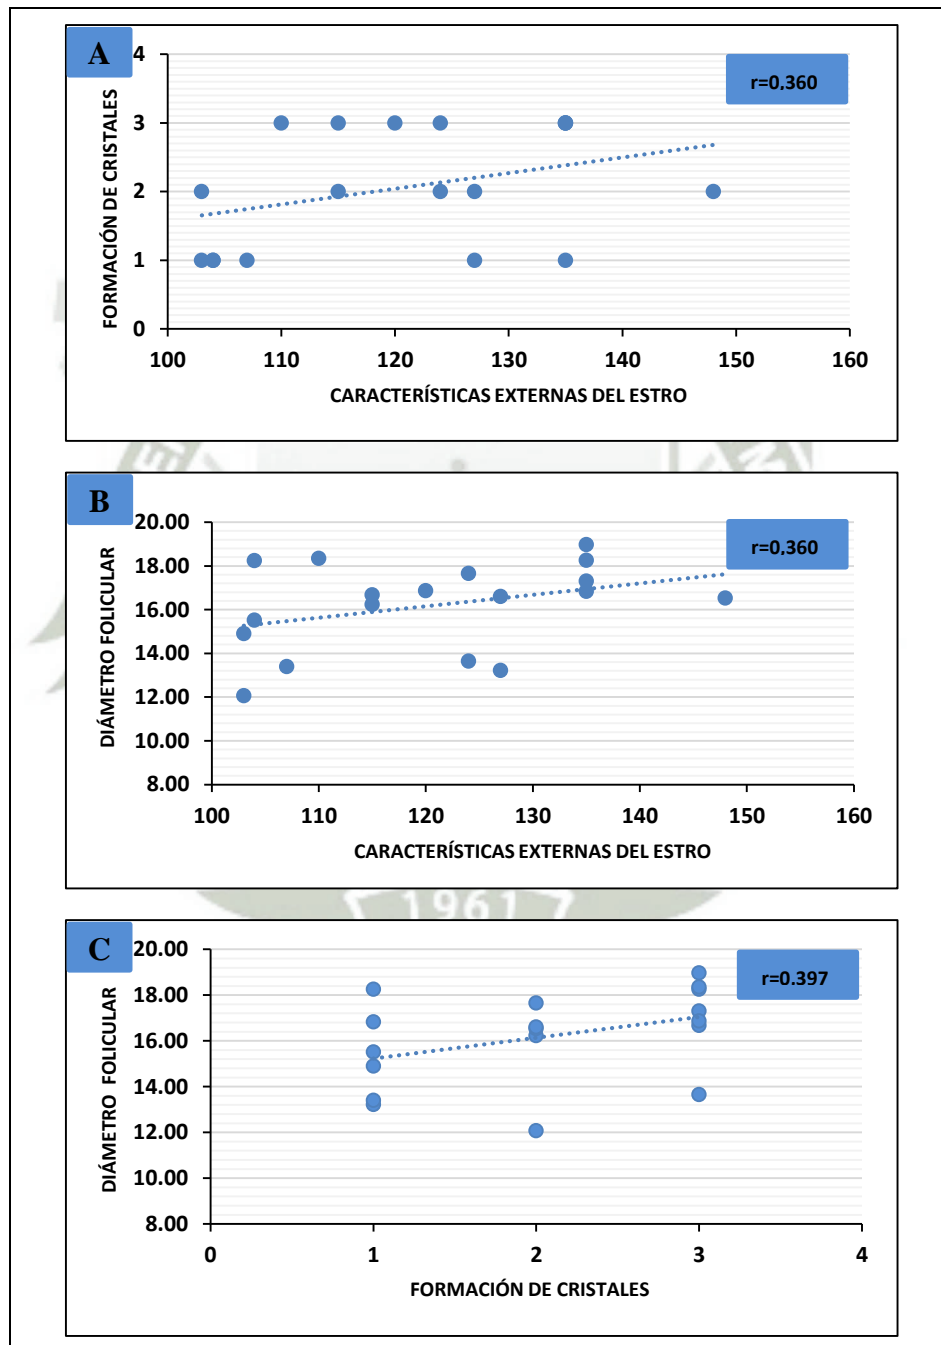 A
r=0,360
FORMACIÓN DE CRISTALES
4
3
2
1
0
100 110 120 130 140 150 160
CARACTERÍSTICAS EXTERNAS DEL ESTRO
B
r=0,360
DIÁMETRO FOLICULAR
20.00
18.00
16.00
14.00
12.00
10.00
8.00
100 110 120 130 140 150 160
CARACTERÍSTICAS EXTERNAS DEL ESTRO
1961
C
r=0.397
DIÁMETRO FOLICULAR
20.00
18.00
16.00
14.00
12.00
10.00
8.00
0 1 2 3 4
FORMACIÓN DE CRISTALES